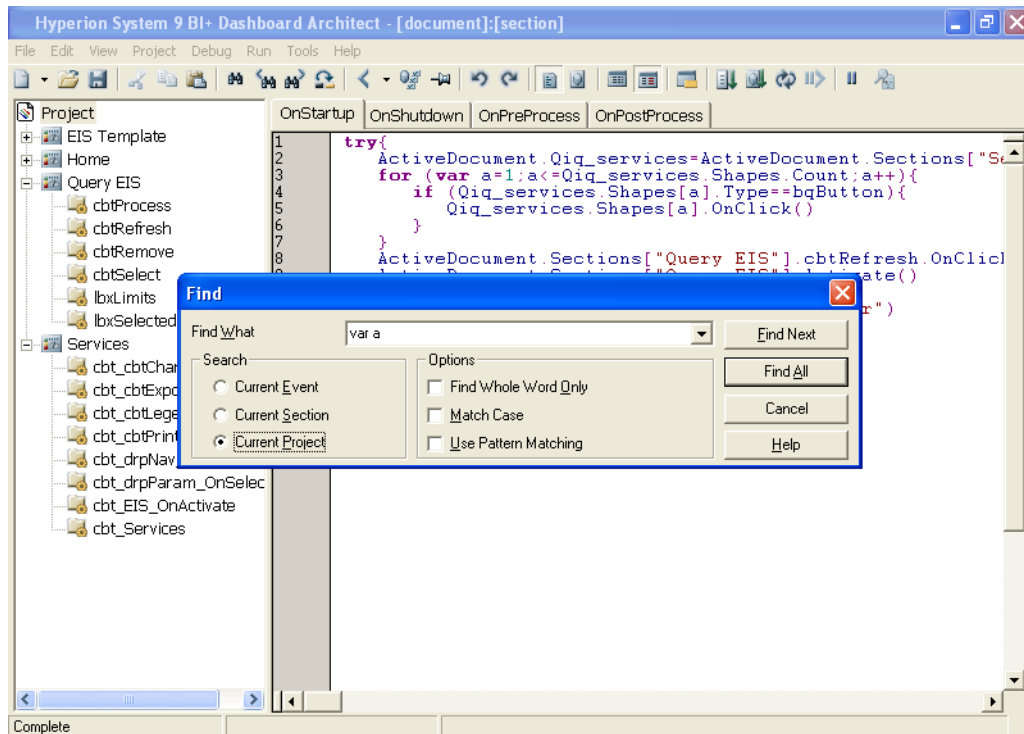 Hyperion System 9 BI+ Dashboard Architect - [document]:[section]
File Edit View Project Debug Run Tools Help
Project
EIS Template
Home
Query EIS
cbtProcess
cbtRefresh
cbtRemove
cbtSelect
lbxLimits
lbxSelected
Services
cbt_cbtChar
cbt_cbtExpo
cbt_cbtLege
cbt_cbtPrint
cbt_drpNav
cbt_drpParam_OnSelec
cbt_EIS_OnActivate
cbt_Services
OnStartup OnShutdown OnPreProcess OnPostProcess
1 try{
2 ActiveDocument.Qiq_services=ActiveDocument.Sections["Se
3 for (var a=1;a<=Qiq_services.Shapes.Count;a++){
4 if (Qiq_services.Shapes[a].Type==bqButton){
5 Qiq_services.Shapes[a].OnClick()
6 }
7 }
8 ActiveDocument.Sections["Query EIS"].cbtRefresh.OnClicl
ate()
r")
Find
Find What var a Find Next
Search
Current Event
Current Section
Current Project
Options
Find Whole Word Only
Match Case
Use Pattern Matching
Find All
Cancel
Help
Complete